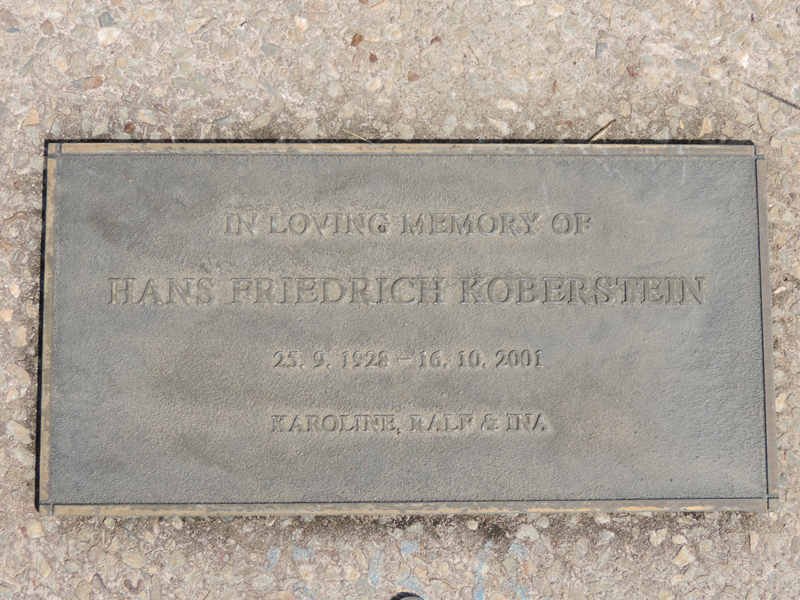 IN LOVING MEMORY OF
HANS FRIEDRICH KOBERSTEIN
25. 9. 1928 – 16. 10. 2001
KAROLINE, RALF & INA